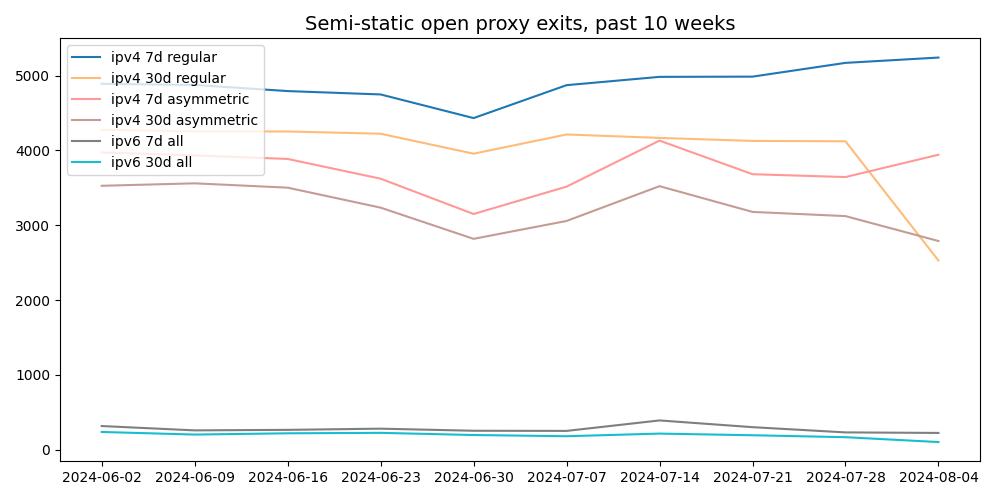 Semi-static open proxy exits, past 10 weeks
ipv4 7d regular
ipv4 30d regular
ipv4 7d asymmetric
ipv4 30d asymmetric
ipv6 7d all
ipv6 30d all
5000
4000
3000
2000
1000
0
2024-06-02 2024-06-09 2024-06-16 2024-06-23 2024-06-30 2024-07-07 2024-07-14 2024-07-21 2024-07-28 2024-08-04